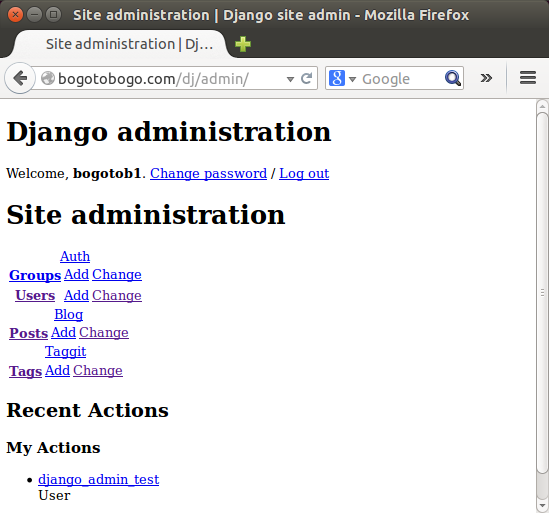 Site administration | Django site admin - Mozilla Firefox
Site administration | Dj...
bogotobogo.com/dj/admin/
Google
Django administration
Welcome, bogotob1. Change password / Log out
Site administration
Auth
Groups Add Change
Users Add Change
Blog
Posts Add Change
Taggit
Tags Add Change
Recent Actions
My Actions
• django_admin_test
User